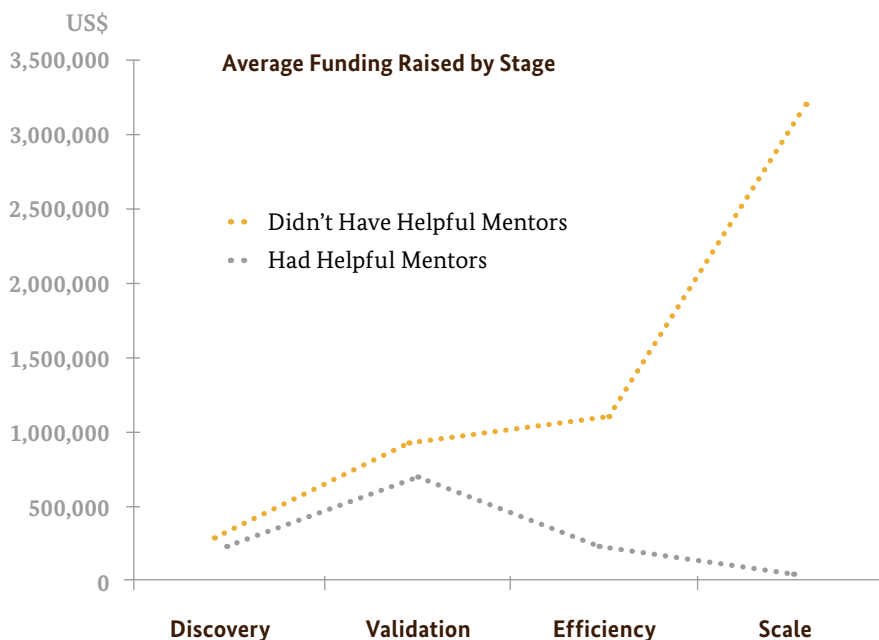 US$
3,500,000
Average Funding Raised by Stage
3,000,000
2,500,000
Didn't Have Helpful Mentors
Had Helpful Mentors
2,000,000
1,500,000
1,000,000
500,000
0
Discovery Validation Efficiency Scale